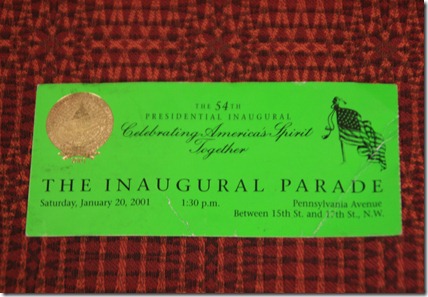 THE 54TH
PRESIDENTIAL INAUGURAL
Celebrating America's Spirit
Together
THE INAUGURAL PARADE
Saturday, January 20, 2001 1:30 p.m. Pennsylvania Avenue
Between 15th St. and 17th St., N.W.